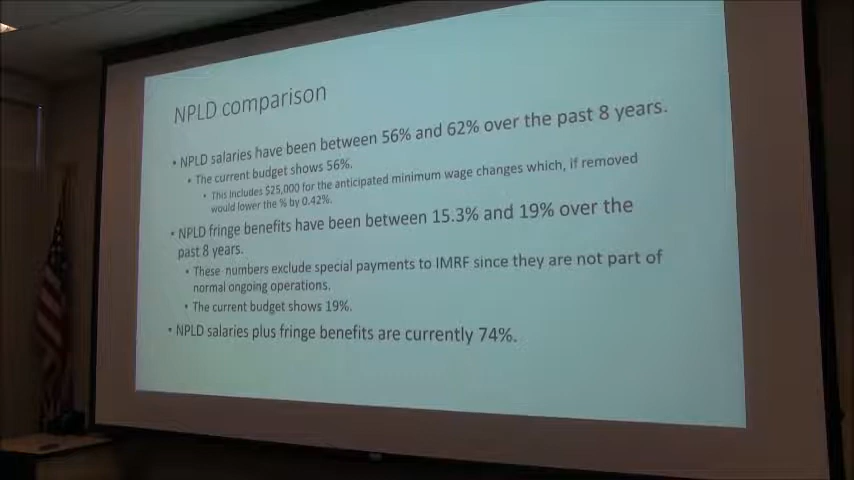 NPLD comparison
• NPLD salaries have been between 56% and 62% over the past 8 years.
• The current budget shows 56%.
• This includes $25,000 for the anticipated minimum wage changes which, if removed
would lower the % by 0.42%.
• NPLD fringe benefits have been between 15.3% and 19% over the
past 8 years.
• These numbers exclude special payments to IMRF since they are not part of
normal ongoing operations.
• The current budget shows 19%.
• NPLD salaries plus fringe benefits are currently 74%.